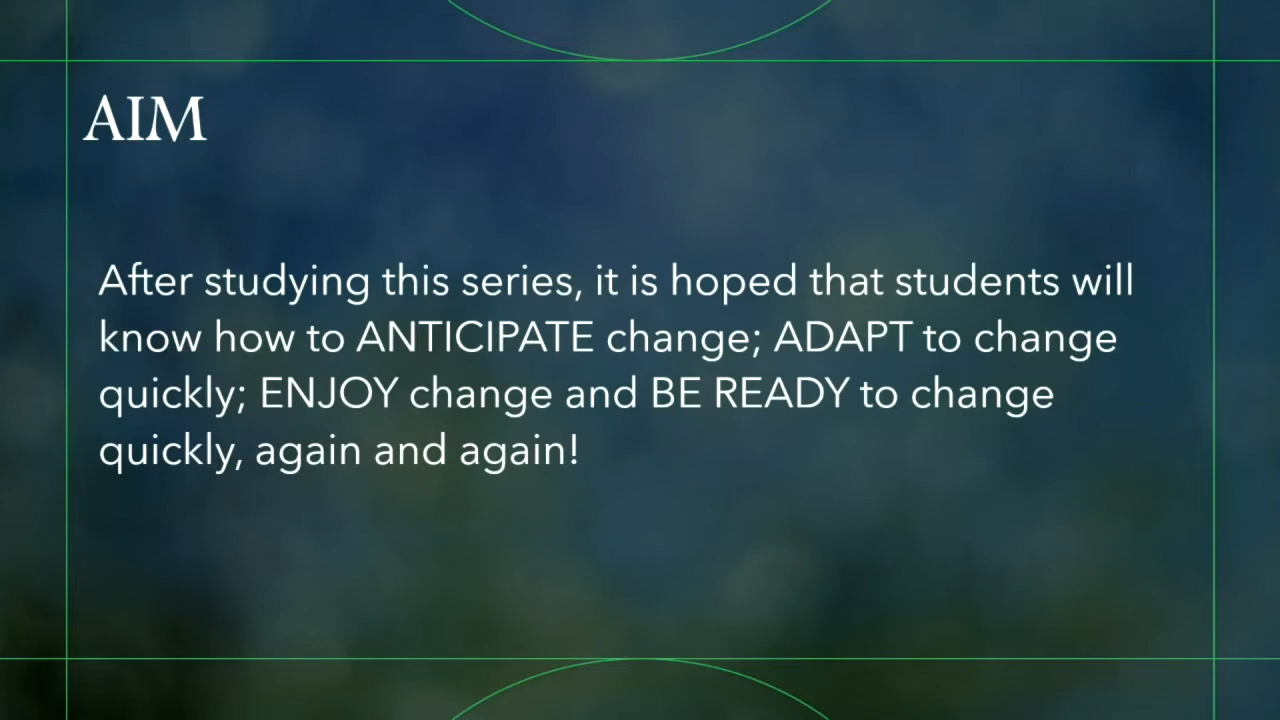 AIM
After studying this series, it is hoped that students will
know how to ANTICIPATE change; ADAPT to change
quickly; ENJOY change and BE READY to change
quickly, again and again!